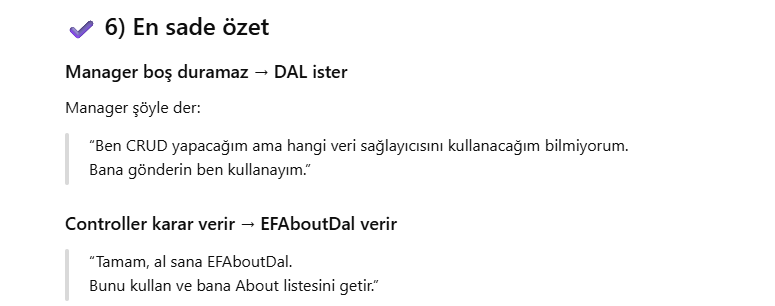 ✔ 6) En sade özet
Manager boş duramaz → DAL ister
Manager şöyle der:
“Ben CRUD yapacağım ama hangi veri sağlayıcısını kullanacağım bilmiyorum.
Bana gönderin ben kullanayım.”
Controller karar verir → EFAboutDal verir
“Tamam, al sana EFAboutDal.
Bunu kullan ve bana About listesini getir.”